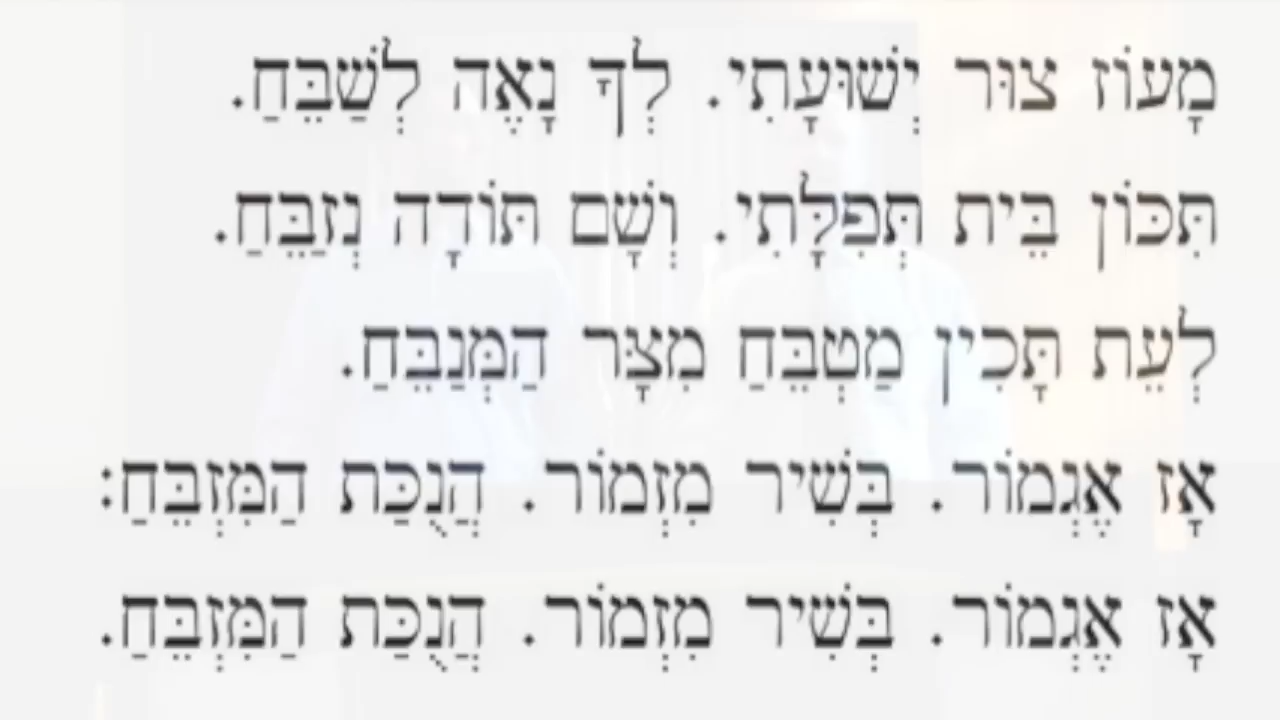 מָעוֹז צוּר יְשׁוּעָתִי. לְךָ נָאֶה לְשַׁבֵּחַ.
תִּכּוֹן בֵּית תְּפִלָּתִי. וְשָׁם תּוֹדָה נְזַבֵּחַ.
לְעֵת תָּכִין מַטְבֵּחַ מִצָּר הַמְּנַבֵּחַ.
אָז אֶגְמוֹר. בְּשִׁיר מִזְמוֹר. הֲנֻכַּת הַמִּזְבֵּחַ:
אָז אֶגְמוֹר. בְּשִׁיר מִזְמוֹר. הֲנֻכַּת הַמִּזְבֵּחַ.